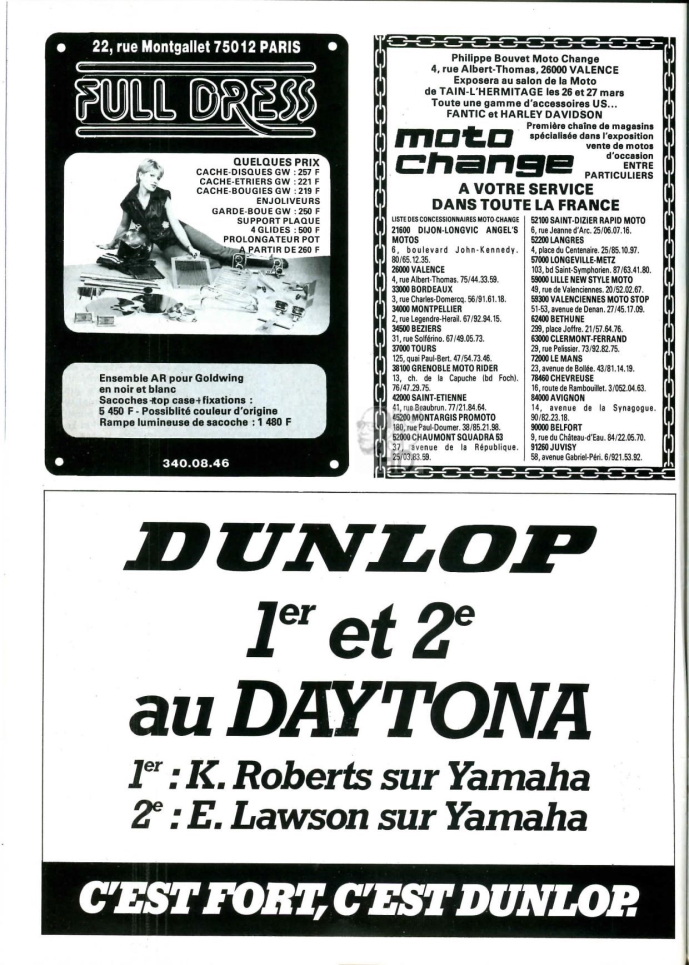 22, rue Montgallet 75012 PARIS
FULL DRESS
QUELQUES PRIX
CACHE-DISQUES GW : 257 F
CACHE-ETRIERS GW : 221 F
CACHE-BOUGIES GW : 219 F
ENJOLIVEURS
GARDE-BOUE GW : 250 F
SUPPORT PLAQUE
4 GLIDES : 500 F
PROLONGATEUR POT
A PARTIR DE 260 F
Ensemble AR pour Goldwing
en noir et blanc
Sacoches+top case+fixations :
5 450 F - Possiblité couleur d'origine
Rampe lumineuse de sacoche : 1 480 F
340.08.46
Philippe Bouvet Moto Change
4, rue Albert-Thomas, 26000 VALENCE
Exposera au salon de la Moto
de TAIN-L'HERMITAGE les 26 et 27 mars
Toute une gamme d'accessoires US...
FANTIC et HARLEY DAVIDSON
moto
change
Première chaîne de magasins
spécialisée dans l'exposition
vente de motos
d'occasion
ENTRE
PARTICULIERS
A VOTRE SERVICE
DANS TOUTE LA FRANCE
LISTE DES CONCESSIONNAIRES MOTO-CHANGE
21600 DIJON-LONGVIC ANGEL'S
MOTOS
6, boulevard John-Kennedy.
80/65.12.35.
26000 VALENCE
4, rue Albert-Thomas. 75/44.33.59.
33000 BORDEAUX
3, rue Charles-Domercq. 56/91.61.18.
34000 MONTPELLIER
2, rue Legendre-Herail. 67/92.94.15.
34500 BEZIERS
31, rue Solférino. 67/49.05.73.
37000 TOURS
125, quai Paul-Bert. 47/54.73.46.
38100 GRENOBLE MOTO RIDER
13, ch. de la Capuche (bd Foch).
76/47.29.75.
42000 SAINT-ETIENNE
41, rue Beaubrun. 77/21.84.64.
45200 MONTARGIS PROMOTO
180, rue Paul-Doumer. 38/85.21.98.
52000 CHAUMONT SQUADRA 53
37, avenue de la République.
25/03.83.59.
52100 SAINT-DIZIER RAPID MOTO
6, rue Jeanne d'Arc. 25/06.07.16.
52200 LANGRES
4, place du Centenaire. 25/85.10.97.
57000 LONGEVILLE-METZ
103, bd Saint-Symphorien. 87/63.41.80.
59000 LILLE NEW STYLE MOTO
49, rue de Valenciennes. 20/52.02.67.
59300 VALENCIENNES MOTO STOP
51-53, avenue de Denan. 27/45.17.09.
62400 BETHUNE
299, place Joffre. 21/57.64.76.
63000 CLERMONT-FERRAND
29, rue Pelissier. 73/92.82.75.
72000 LE MANS
23, avenue de Bollée. 43/81.14.19.
78460 CHEVREUSE
16, route de Rambouillet. 3/052.04.63.
84000 AVIGNON
14, avenue de la Synagogue.
90/82.23.18.
90000 BELFORT
9, rue du Château-d'Eau. 84/22.05.70.
91260 JUVISY
58, avenue Gabriel-Péri. 6/921.53.92.
DUNLOP
1er et 2e
au DAYTONA
1er : K. Roberts sur Yamaha
2e : E. Lawson sur Yamaha
C'EST FORT, C'EST DUNLOP.